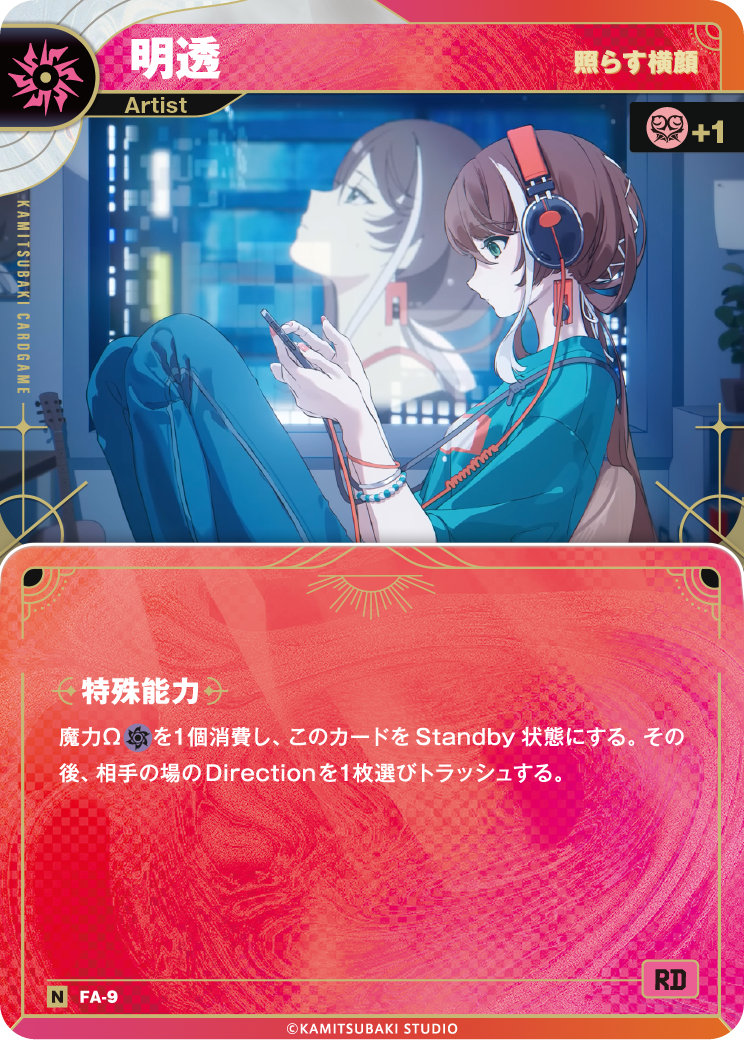 明透
照らす横顔
Artist
+1
KAMITSUBAKI CARDGAME
特殊能力
魔力Ωを1個消費し、このカードをStandby状態にする。その
後、相手の場のDirectionを1枚選びトラッシュする。
RD
N FA-9
©KAMITSUBAKI STUDIO